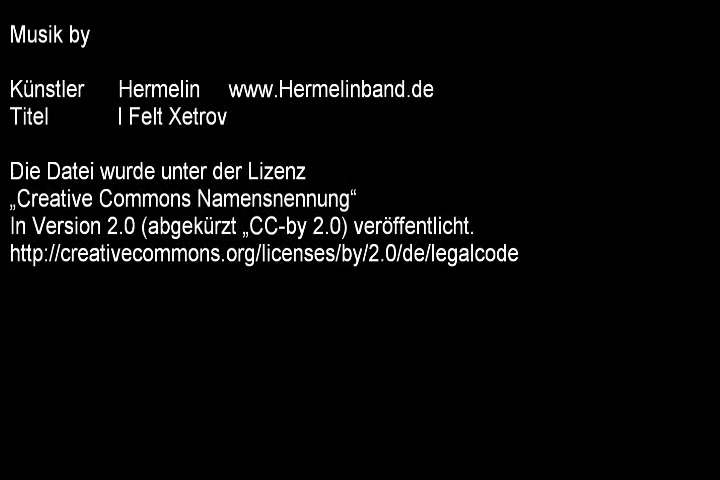 Musik by
Künstler Hermelin www.Hermelinband.de
Titel I Felt Xetrov
Die Datei wurde unter der Lizenz
„Creative Commons Namensnennung“
In Version 2.0 (abgekürzt „CC-by 2.0) veröffentlicht.
http://creativecommons.org/licenses/by/2.0/de/legalcode